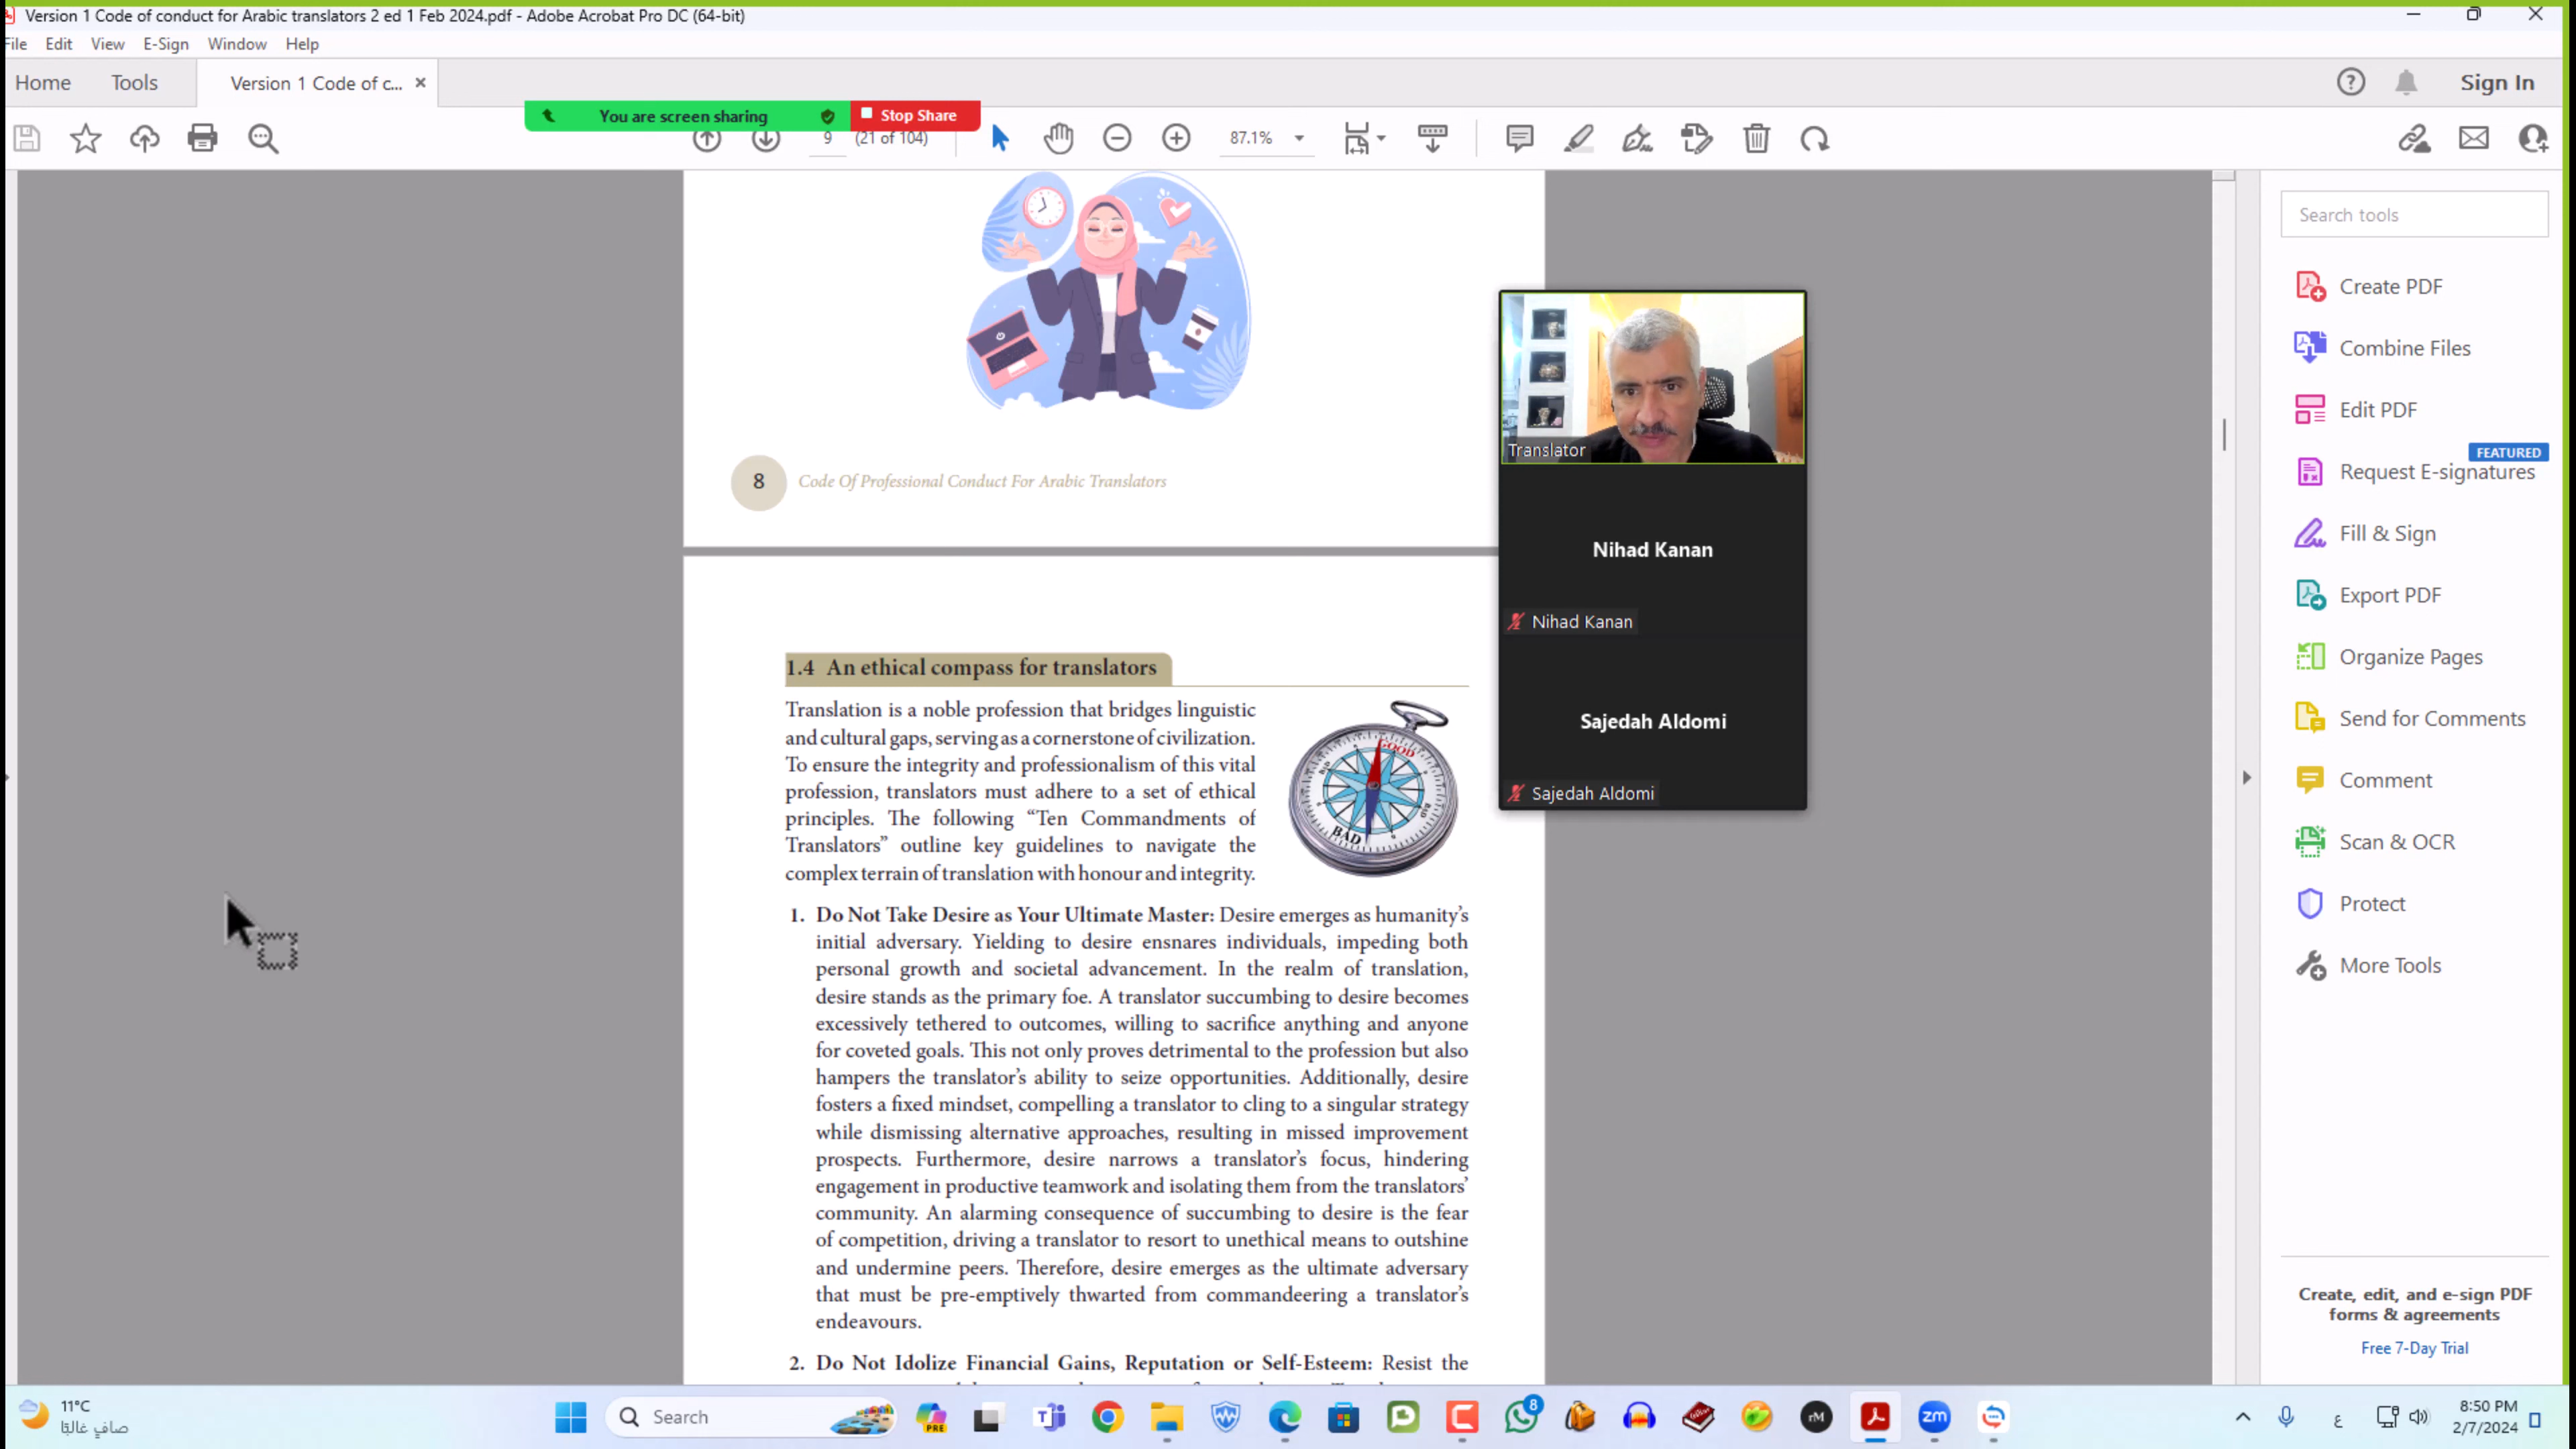 Version 1 Code of conduct for Arabic translators 2 ed 1 Feb 2024.pdf - Adobe Acrobat Pro DC (64-bit)
File Edit View E-Sign Window Help
Home Tools Version 1 Code of c... Sign In
You are screen sharing Stop Share
9 (21 of 104) 87.1%
Search tools
Create PDF
Combine Files
Edit PDF
FEATURED
Request E-signatures
Fill & Sign
Export PDF
Organize Pages
Send for Comments
Comment
Scan & OCR
Protect
More Tools
Create, edit, and e-sign PDF
forms & agreements
Free 7-Day Trial
Translator
Nihad Kanan
Nihad Kanan
Sajedah Aldomi
Sajedah Aldomi
8 Code Of Professional Conduct For Arabic Translators
1.4 An ethical compass for translators
Translation is a noble profession that bridges linguistic
and cultural gaps, serving as a cornerstone of civilization.
To ensure the integrity and professionalism of this vital
profession, translators must adhere to a set of ethical
principles. The following “Ten Commandments of
Translators” outline key guidelines to navigate the
complex terrain of translation with honour and integrity.
GOOD
BAD
BAD
BAD
1. Do Not Take Desire as Your Ultimate Master: Desire emerges as humanity’s
initial adversary. Yielding to desire ensnares individuals, impeding both
personal growth and societal advancement. In the realm of translation,
desire stands as the primary foe. A translator succumbing to desire becomes
excessively tethered to outcomes, willing to sacrifice anything and anyone
for coveted goals. This not only proves detrimental to the profession but also
hampers the translator’s ability to seize opportunities. Additionally, desire
fosters a fixed mindset, compelling a translator to cling to a singular strategy
while dismissing alternative approaches, resulting in missed improvement
prospects. Furthermore, desire narrows a translator’s focus, hindering
engagement in productive teamwork and isolating them from the translators’
community. An alarming consequence of succumbing to desire is the fear
of competition, driving a translator to resort to unethical means to outshine
and undermine peers. Therefore, desire emerges as the ultimate adversary
that must be pre-emptively thwarted from commandeering a translator’s
endeavours.
2. Do Not Idolize Financial Gains, Reputation or Self-Esteem: Resist the
11°C
صافٍ غالبًا
Search
PRE
8
rM
zm
ع
8:50 PM
2/7/2024